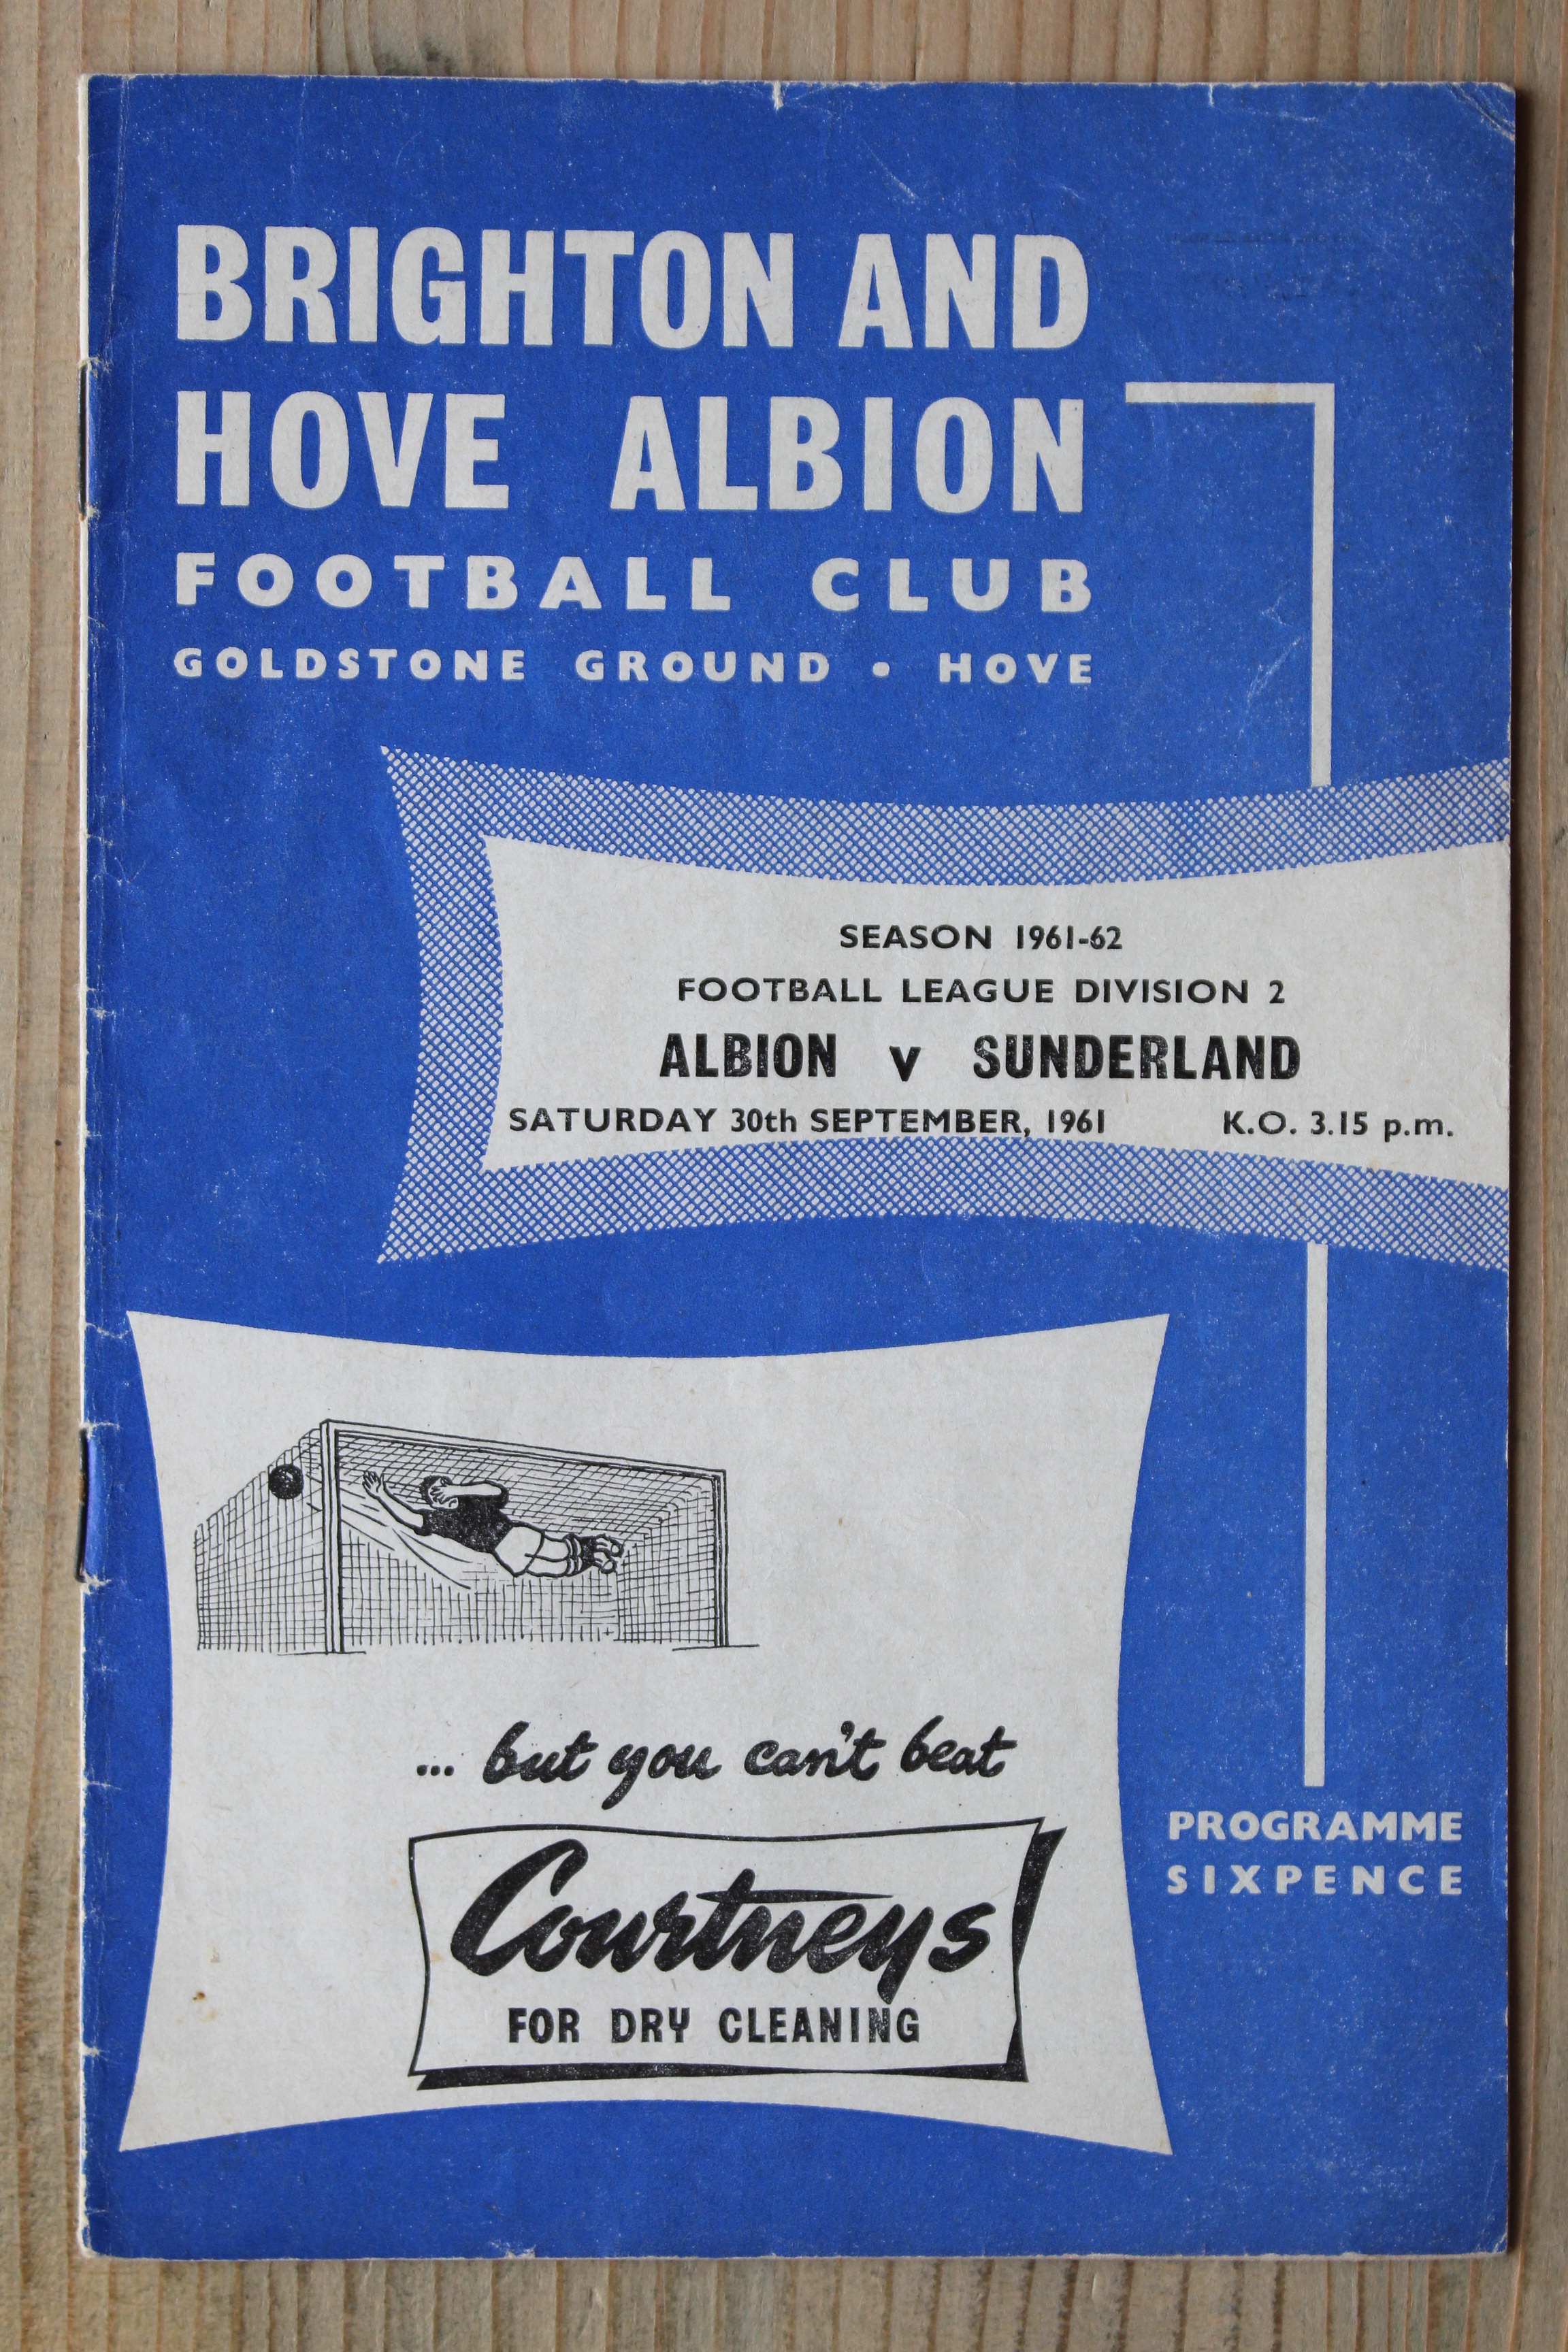 BRIGHTON AND
HOVE ALBION
FOOTBALL CLUB
GOLDSTONE GROUND • HOVE
SEASON 1961-62
FOOTBALL LEAGUE DIVISION 2
ALBION v SUNDERLAND
SATURDAY 30th SEPTEMBER, 1961 K.O. 3.15 p.m.
... but you can't beat
Courtneys
FOR DRY CLEANING
PROGRAMME
SIXPENCE